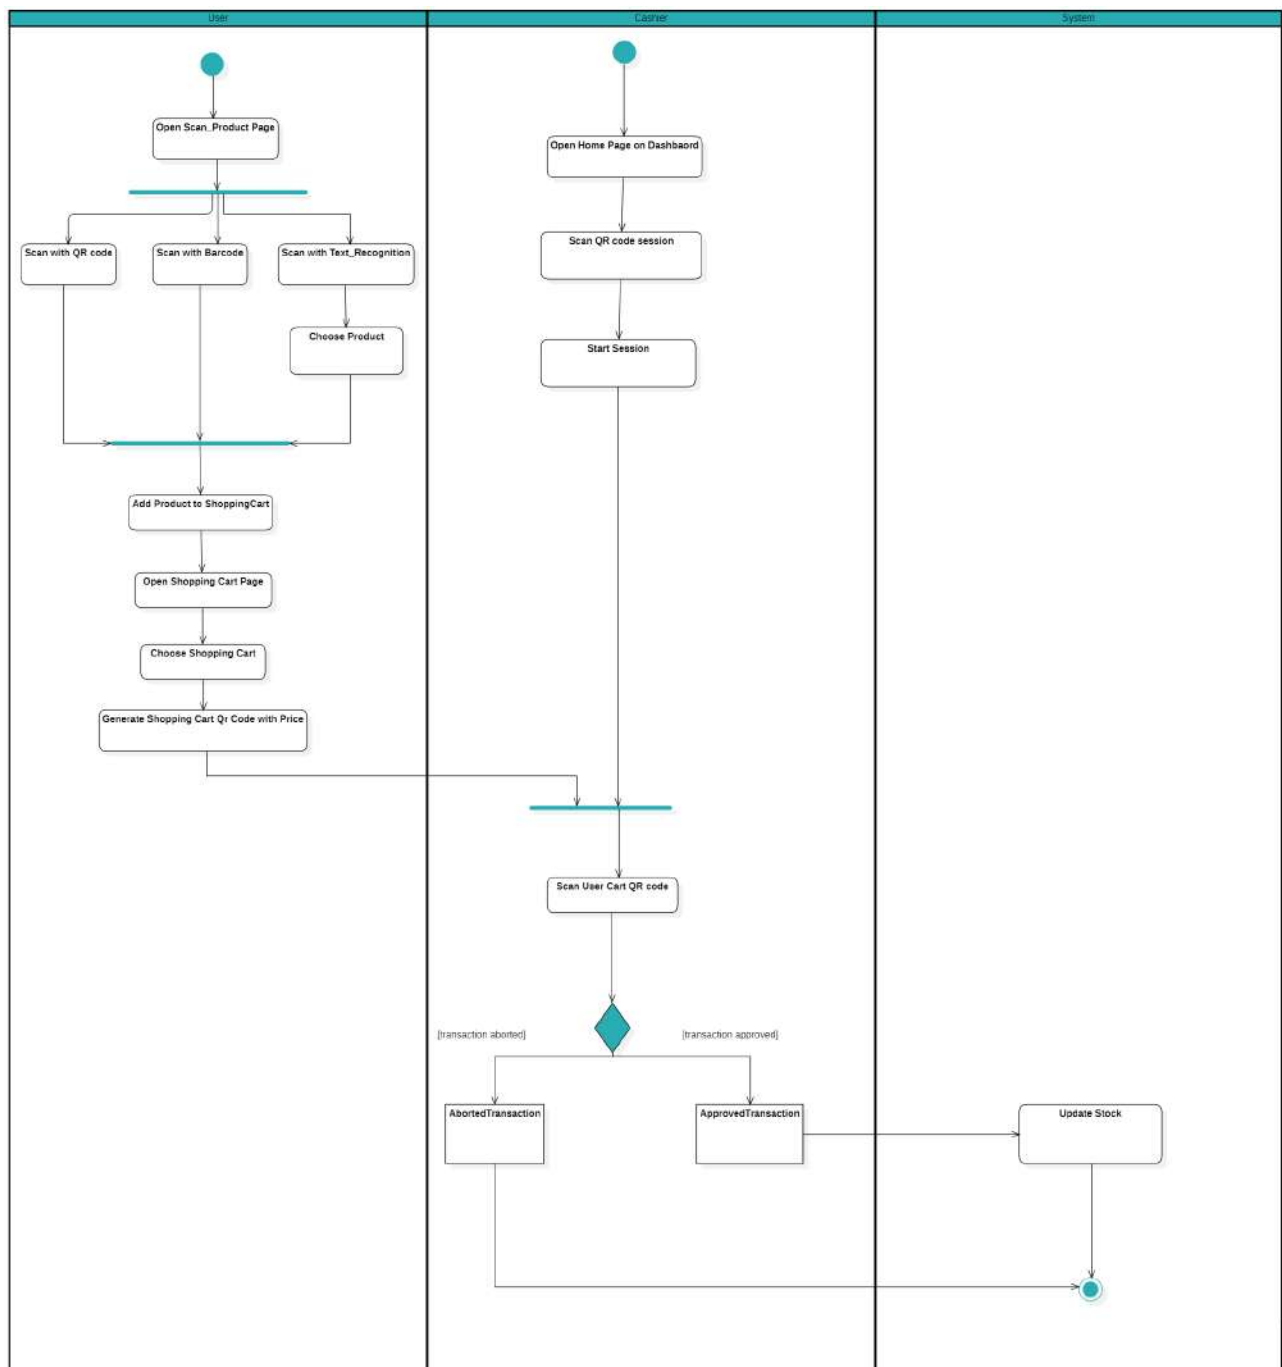 User
Cashier
System
Open Scan_Product Page
Open Home Page on Dashbaord
Scan with QR code
Scan with Barcode
Scan with Text_Recognition
Scan QR code session
Choose Product
Start Session
Add Product to ShoppingCart
Open Shopping Cart Page
Choose Shopping Cart
Generate Shopping Cart Qr Code with Price
Scan User Cart QR code
[transaction aborted]
[transaction approved]
AbortedTransaction
ApprovedTransaction
Update Stock